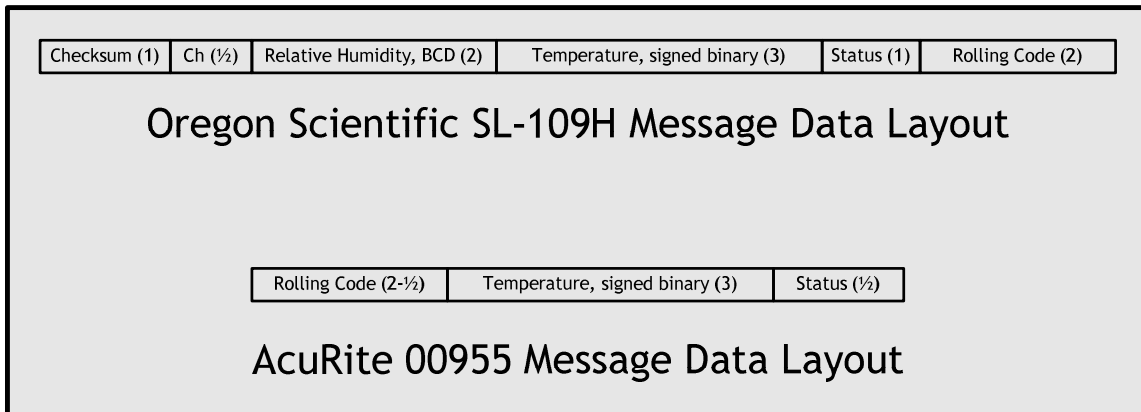 Checksum (1) Ch (½) Relative Humidity, BCD (2) Temperature, signed binary (3) Status (1) Rolling Code (2)
Oregon Scientific SL-109H Message Data Layout
Rolling Code (2-½) Temperature, signed binary (3) Status (½)
AcuRite 00955 Message Data Layout